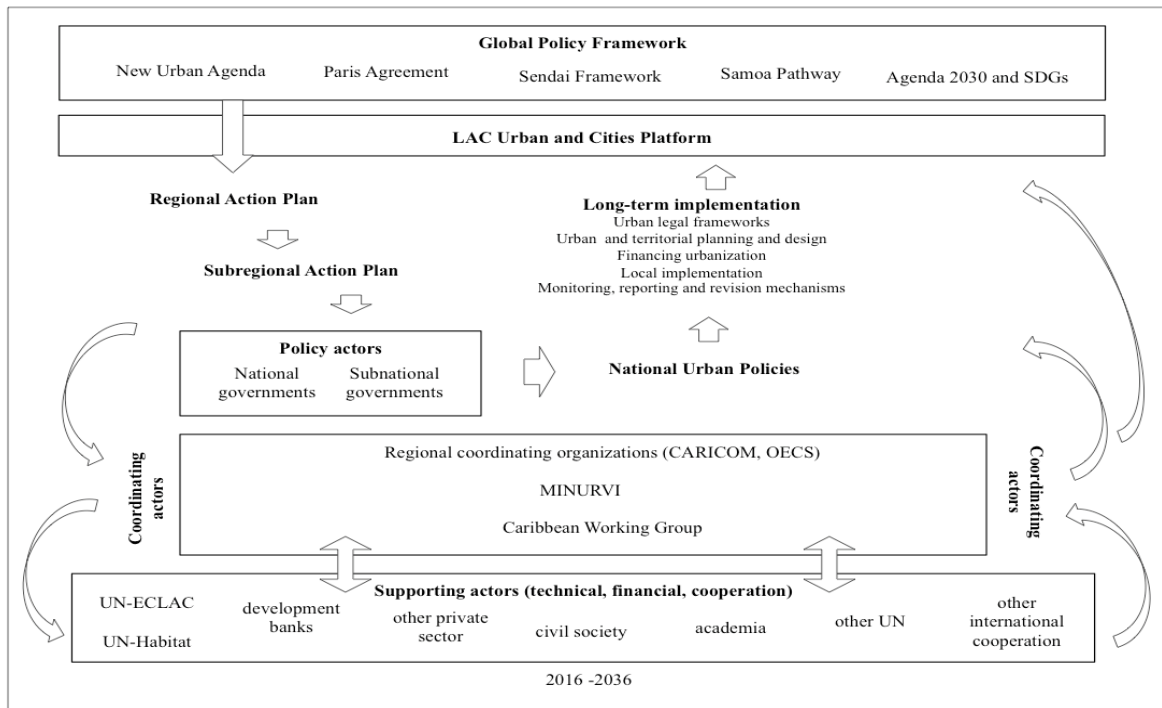 Global Policy Framework
New Urban Agenda
Paris Agreement
Sendai Framework
Samoa Pathway
Agenda 2030 and SDGs
LAC Urban and Cities Platform
Regional Action Plan
Subregional Action Plan
Long-term implementation
Urban legal frameworks
Urban and territorial planning and design
Financing urbanization
Local implementation
Monitoring, reporting and revision mechanisms
Policy actors
National
governments
Subnational
governments
National Urban Policies
Coordinating
actors
Regional coordinating organizations (CARICOM, OECS)
MINURVI
Caribbean Working Group
Coordinating
actors
Supporting actors (technical, financial, cooperation)
UN-ECLAC
UN-Habitat
development
banks
other private
sector
civil society
academia
other UN
other
international
cooperation
2016 -2036